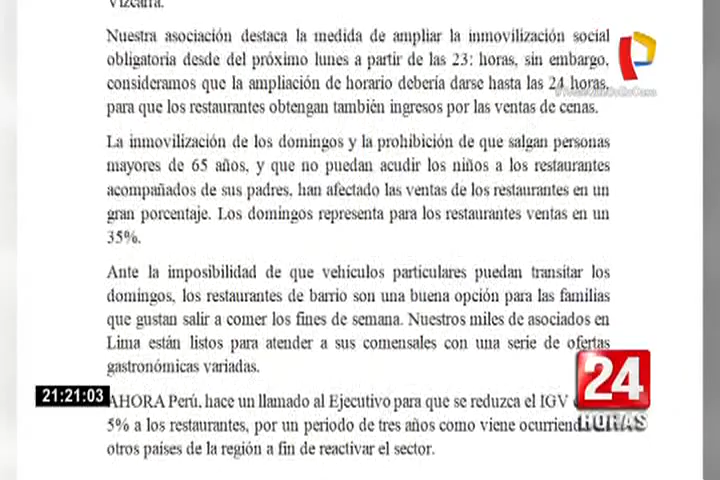 Vizcarra.
Nuestra asociación destaca la medida de ampliar la inmovilización social
obligatoria desde del próximo lunes a partir de las 23: horas, sin embargo,
consideramos que la ampliación de horario debería darse hasta las 24 horas,
para que los restaurantes obtengan también ingresos por las ventas de cenas.
La inmovilización de los domingos y la prohibición de que salgan personas
mayores de 65 años, y que no puedan acudir los niños a los restaurantes
acompañados de sus padres, han afectado las ventas de los restaurantes en un
gran porcentaje. Los domingos representa para los restaurantes ventas en un
35%.
Ante la imposibilidad de que vehículos particulares puedan transitar los
domingos, los restaurantes de barrio son una buena opción para las familias
que gustan salir a comer los fines de semana. Nuestros miles de asociados en
Lima están listos para atender a sus comensales con una serie de ofertas
gastronómicas variadas.
21:21:03
AHORA Perú, hace un llamado al Ejecutivo para que se reduzca el IGV
5% a los restaurantes, por un periodo de tres años como viene
otros países de la región a fin de reactivar el sector.
24
HORAS